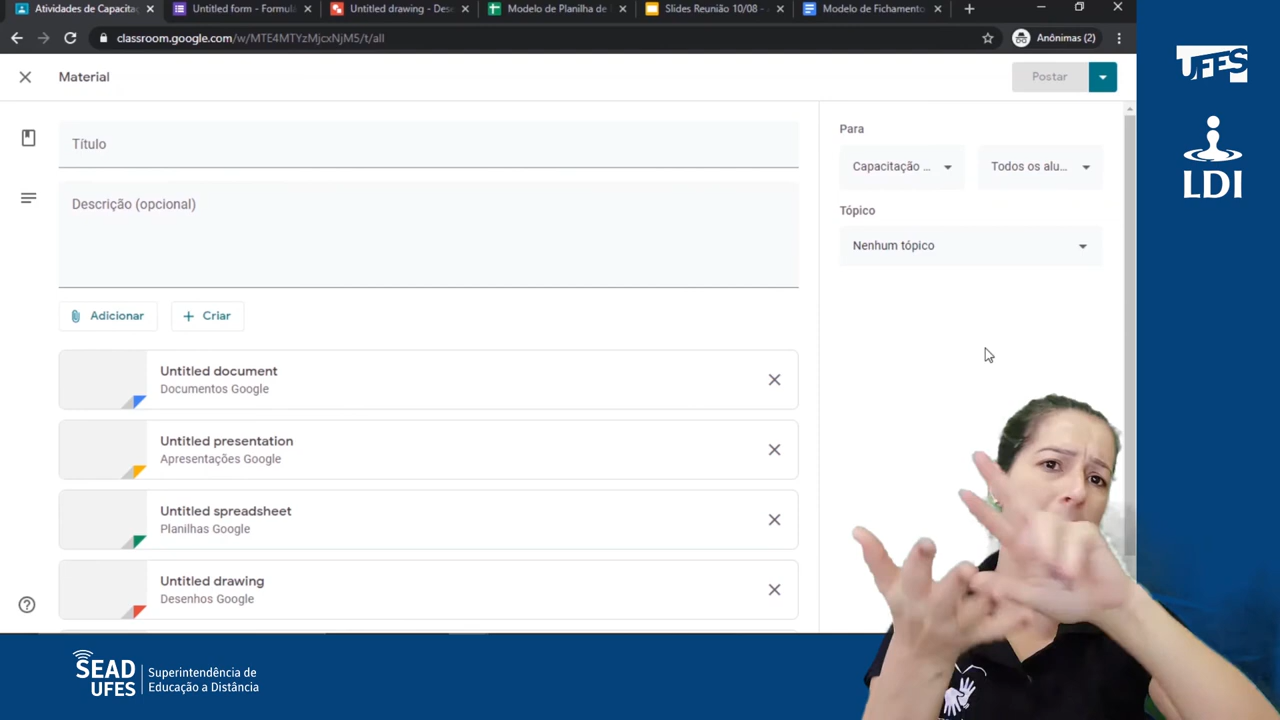 Atividades de Capacitaç
Untitled form - Formulá
Untitled drawing - Dese
Modelo de Planilha de
Slides Reunião 10/08 -
Modelo de Fichamento
classroom.google.com/w/MTE4MTYzMjcxNjM5/t/all
Anônimas (2)
Material
Postar
Título
Descrição (opcional)
Adicionar
Criar
Untitled document
Documentos Google
Untitled presentation
Apresentações Google
Untitled spreadsheet
Planilhas Google
Untitled drawing
Desenhos Google
Para
Capacitação ...
Todos os alu...
Tópico
Nenhum tópico
UFES
LDI
SEAD
UFES
Superintendência de
Educação a Distância